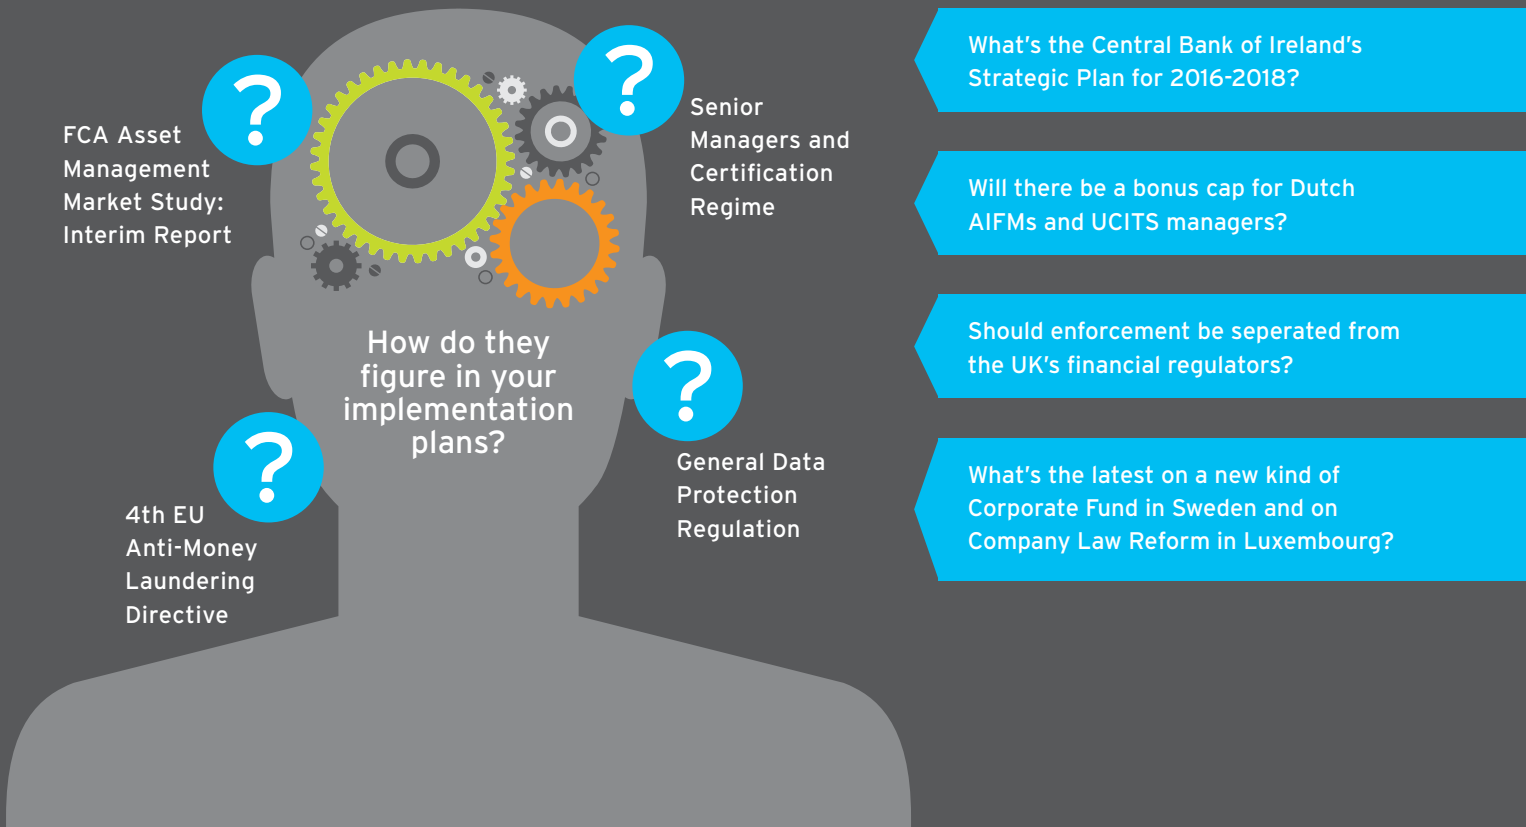 ?
?
FCA Asset
Management
Market Study:
Interim Report
Senior
Managers and
Certification
Regime
How do they
figure in your
implementation
plans?
?
General Data
Protection
Regulation
?
4th EU
Anti-Money
Laundering
Directive
What's the Central Bank of Ireland's
Strategic Plan for 2016-2018?
Will there be a bonus cap for Dutch
AIFMs and UCITS managers?
Should enforcement be seperated from
the UK's financial regulators?
What's the latest on a new kind of
Corporate Fund in Sweden and on
Company Law Reform in Luxembourg?